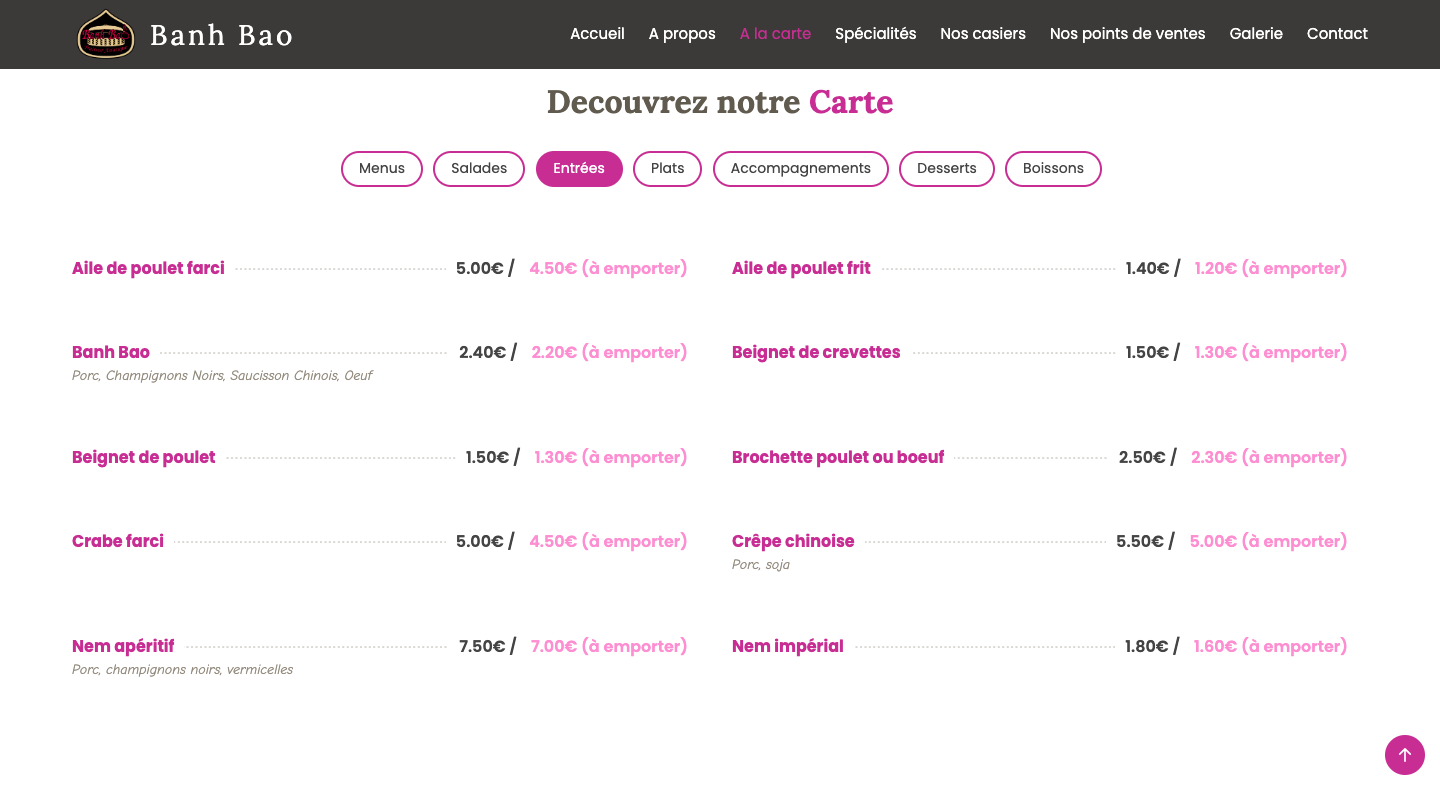 Banh Bao
Accueil A propos A la carte Spécialités Nos casiers Nos points de ventes Galerie Contact
Decouvrez notre Carte
Menus Salades Entrées Plats Accompagnements Desserts Boissons
Aile de poulet farci 5.00€ / 4.50€ (à emporter)
Aile de poulet frit 1.40€ / 1.20€ (à emporter)
Banh Bao 2.40€ / 2.20€ (à emporter)
Porc, Champignons Noirs, Saucisson Chinois, Oeuf
Beignet de crevettes 1.50€ / 1.30€ (à emporter)
Beignet de poulet 1.50€ / 1.30€ (à emporter)
Brochette poulet ou boeuf 2.50€ / 2.30€ (à emporter)
Crabe farci 5.00€ / 4.50€ (à emporter)
Crêpe chinoise 5.50€ / 5.00€ (à emporter)
Porc, soja
Nem apéritif 7.50€ / 7.00€ (à emporter)
Porc, champignons noirs, vermicelles
Nem impérial 1.80€ / 1.60€ (à emporter)